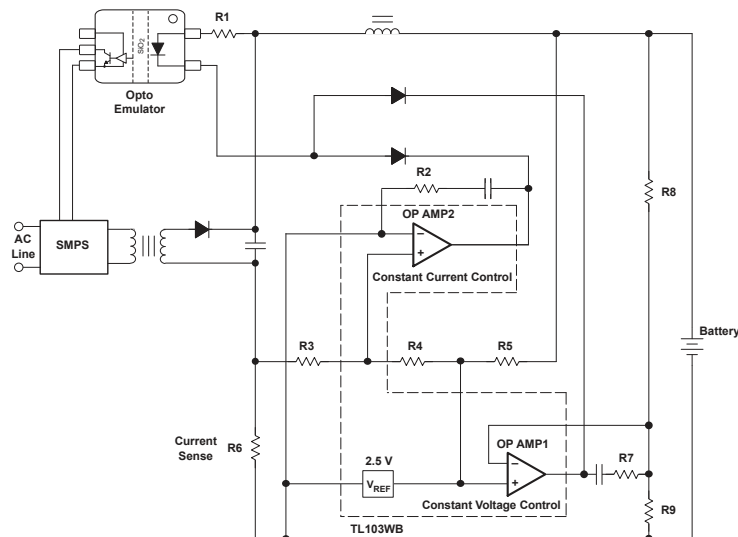 R1
SiO2
Opto
Emulator
R2
R8
OP AMP2
AC
Line
SMPS
−
+
Constant Current Control
Battery
R3
R4
R5
Current
Sense
R6
2.5 V
OP AMP1
VREF
−
+
R7
Constant Voltage Control
R9
TL103WB